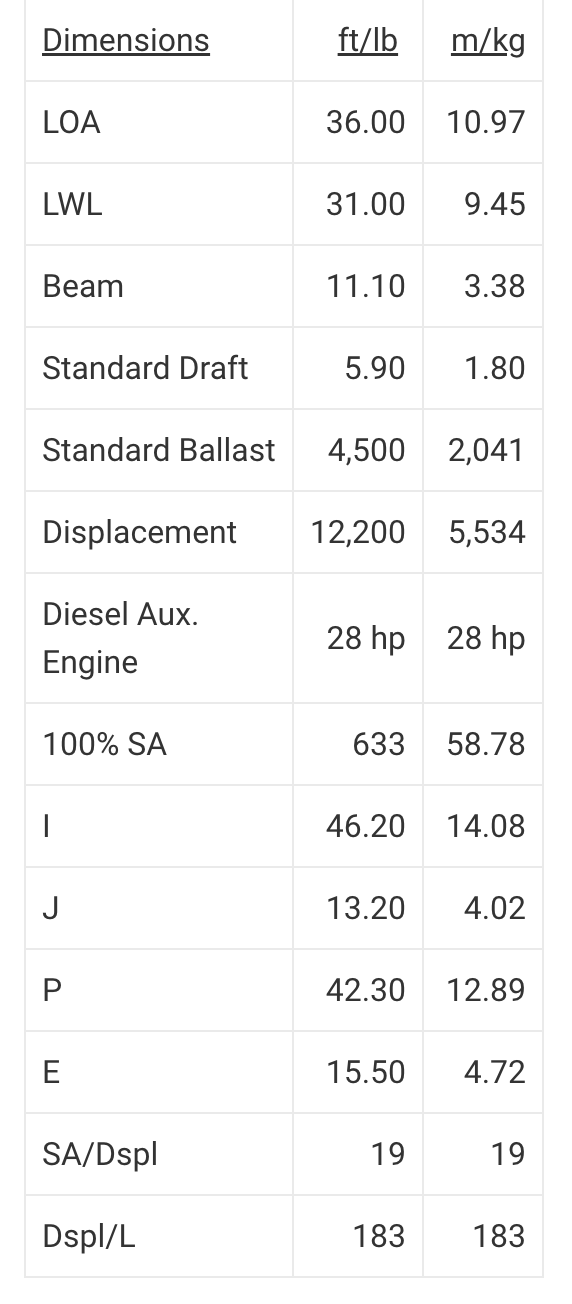 Dimensions ft/lb m/kg
LOA 36.00 10.97
LWL 31.00 9.45
Beam 11.10 3.38
Standard Draft 5.90 1.80
Standard Ballast 4,500 2,041
Displacement 12,200 5,534
Diesel Aux.
Engine 28 hp 28 hp
100% SA 633 58.78
I 46.20 14.08
J 13.20 4.02
P 42.30 12.89
E 15.50 4.72
SA/Dspl 19 19
Dspl/L 183 183